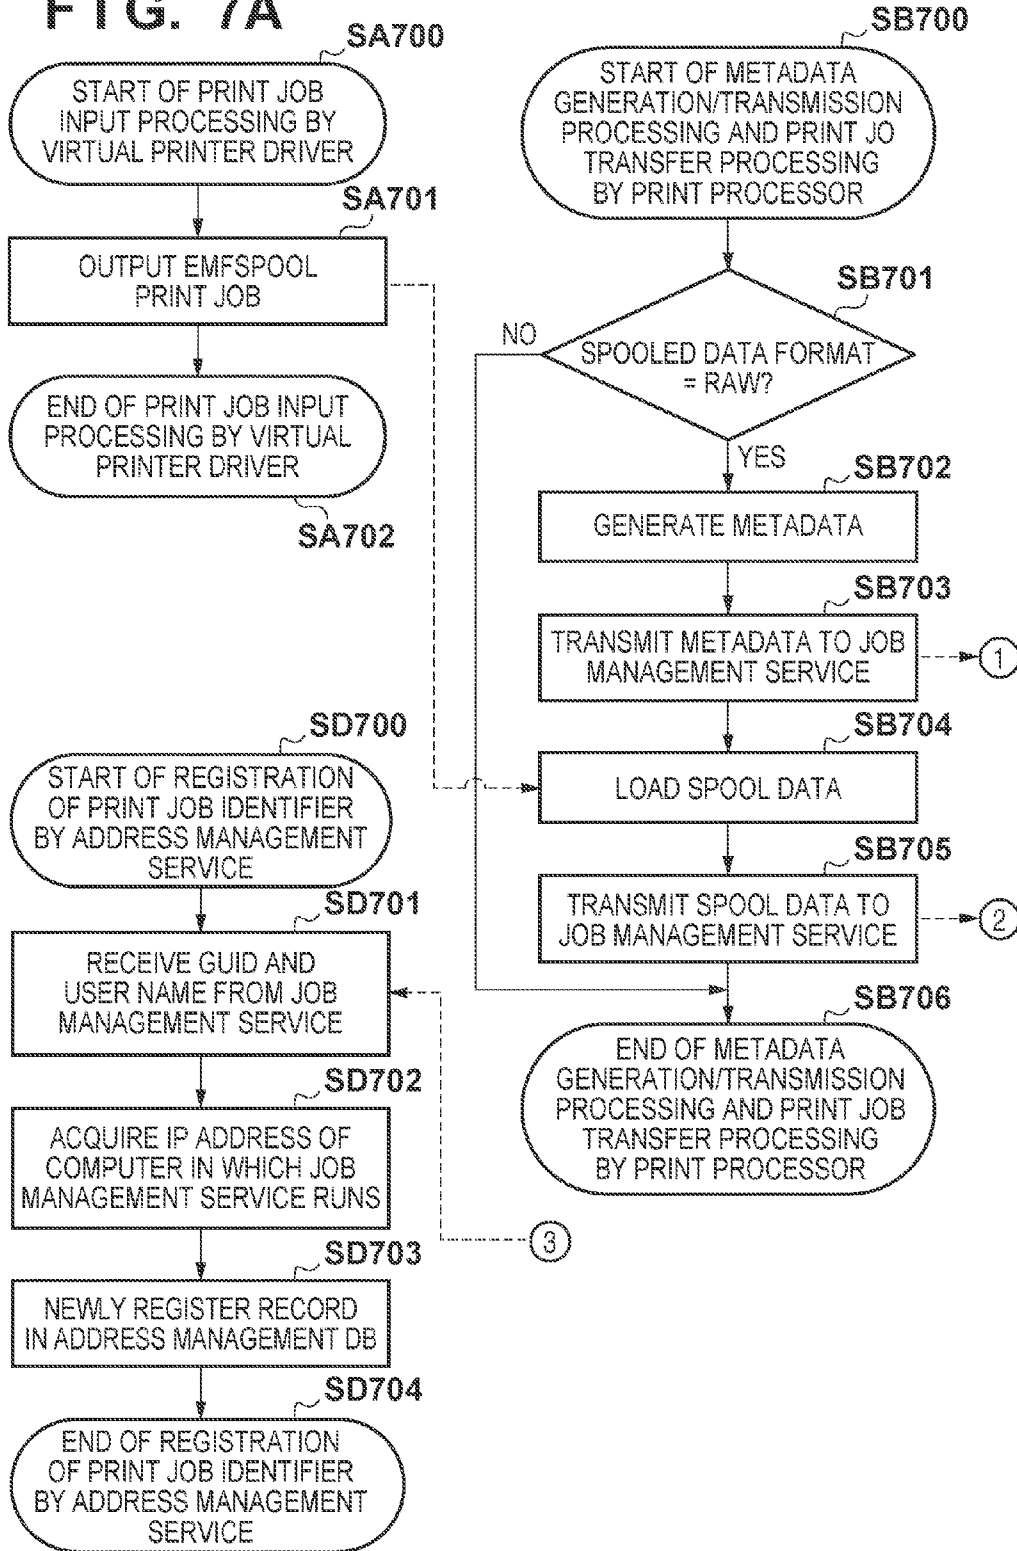 FIG. 7A
SA700
START OF PRINT JOB
INPUT PROCESSING BY
VIRTUAL PRINTER DRIVER
SA701
OUTPUT EMFSPOOL
PRINT JOB
END OF PRINT JOB INPUT
PROCESSING BY VIRTUAL
PRINTER DRIVER
SA702
SB700
START OF METADATA
GENERATION/TRANSMISSION
PROCESSING AND PRINT JO
TRANSFER PROCESSING
BY PRINT PROCESSOR
SB701
NO
SPOOLED DATA FORMAT
= RAW?
YES
SB702
GENERATE METADATA
SB703
TRANSMIT METADATA TO JOB
MANAGEMENT SERVICE
1
SB704
LOAD SPOOL DATA
SB705
TRANSMIT SPOOL DATA TO
JOB MANAGEMENT SERVICE
2
SB706
END OF METADATA
GENERATION/TRANSMISSION
PROCESSING AND PRINT JOB
TRANSFER PROCESSING
BY PRINT PROCESSOR
SD700
START OF REGISTRATION
OF PRINT JOB IDENTIFIER
BY ADDRESS MANAGEMENT
SERVICE
SD701
RECEIVE GUID AND
USER NAME FROM JOB
MANAGEMENT SERVICE
SD702
ACQUIRE IP ADDRESS OF
COMPUTER IN WHICH JOB
MANAGEMENT SERVICE RUNS
3
SD703
NEWLY REGISTER RECORD
IN ADDRESS MANAGEMENT DB
SD704
END OF REGISTRATION
OF PRINT JOB IDENTIFIER
BY ADDRESS MANAGEMENT
SERVICE